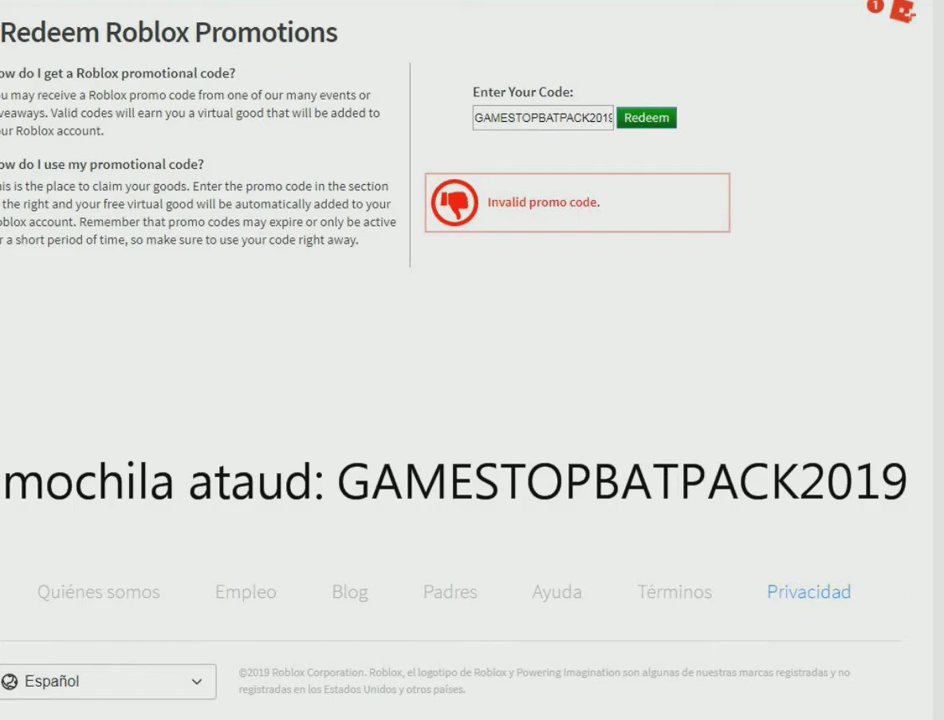 Redeem Roblox Promotions
1
ow do I get a Roblox promotional code?
u may receive a Roblox promo code from one of our many events or
veaways. Valid codes will earn you a virtual good that will be added to
ur Roblox account.
ow do I use my promotional code?
is is the place to claim your goods. Enter the promo code in the section
the right and your free virtual good will be automatically added to your
oblox account. Remember that promo codes may expire or only be active
r a short period of time, so make sure to use your code right away.
Enter Your Code:
GAMESTOPBATPACK2019 Redeem
Invalid promo code.
mochila ataud: GAMESTOPBATPACK2019
Quiénes somos Empleo Blog Padres Ayuda Términos Privacidad
Español
©2019 Roblox Corporation. Roblox, el logotipo de Roblox y Powering Imagination son algunas de nuestras marcas registradas y no
registradas en los Estados Unidos y otros países.